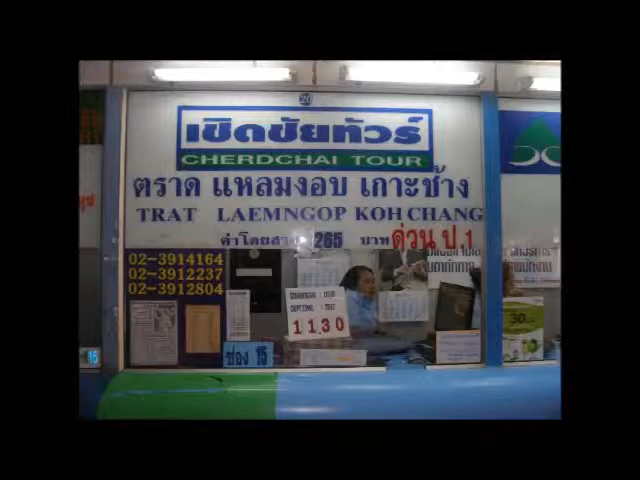 20
เชิดชัยทัวร์
CHERDCHAI TOUR
ตราด แหลมงอบ เกาะช้าง
TRAT LAEMNGOP KOH CHANG
ค่าโดยสาร 265 บาท ด่วน ป.1
02-3914164
02-3912237
02-3912804
11.30
ช่อง 15
30
15